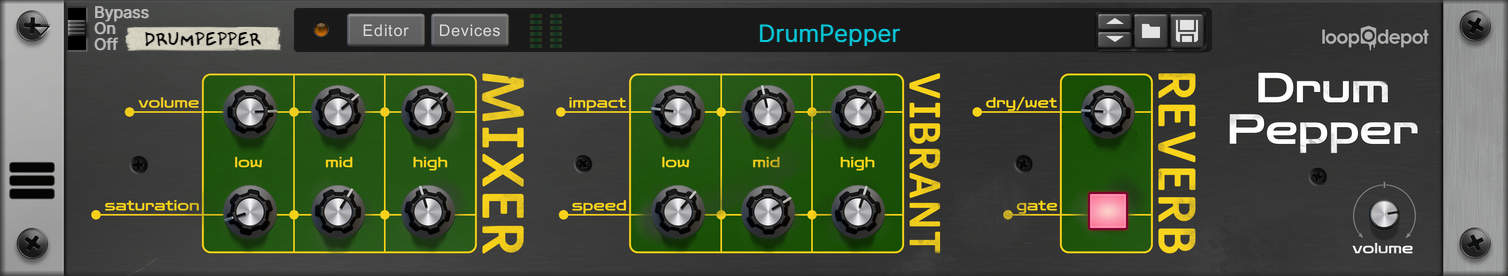 Bypass
On
Off
DRUMPEPPER
Editor
Devices
DrumPepper
loopdepot
volume
low
mid
high
saturation
MIXER
impact
low
mid
high
speed
VIBRANT
dry/wet
gate
REVERB
Drum
Pepper
volume